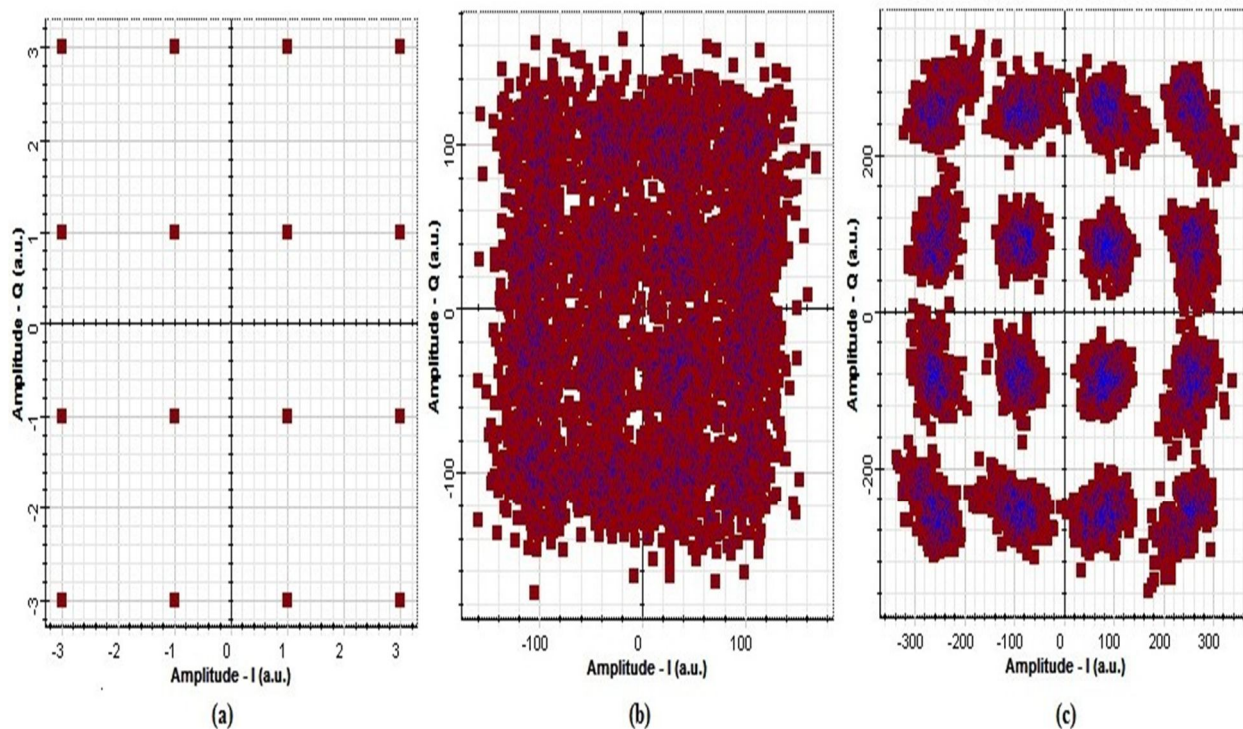 3
2
1
0
-1
-2
-3
Amplitude - Q (a.u.)
-3 -2 -1 0 1 2 3
Amplitude - I (a.u.)
(a)
100
0
-100
Amplitude - Q (a.u.)
-100 0 100
Amplitude - I (a.u.)
(b)
200
0
-200
Amplitude - Q (a.u.)
-300 -200 -100 0 100 200 300
Amplitude - I (a.u.)
(c)